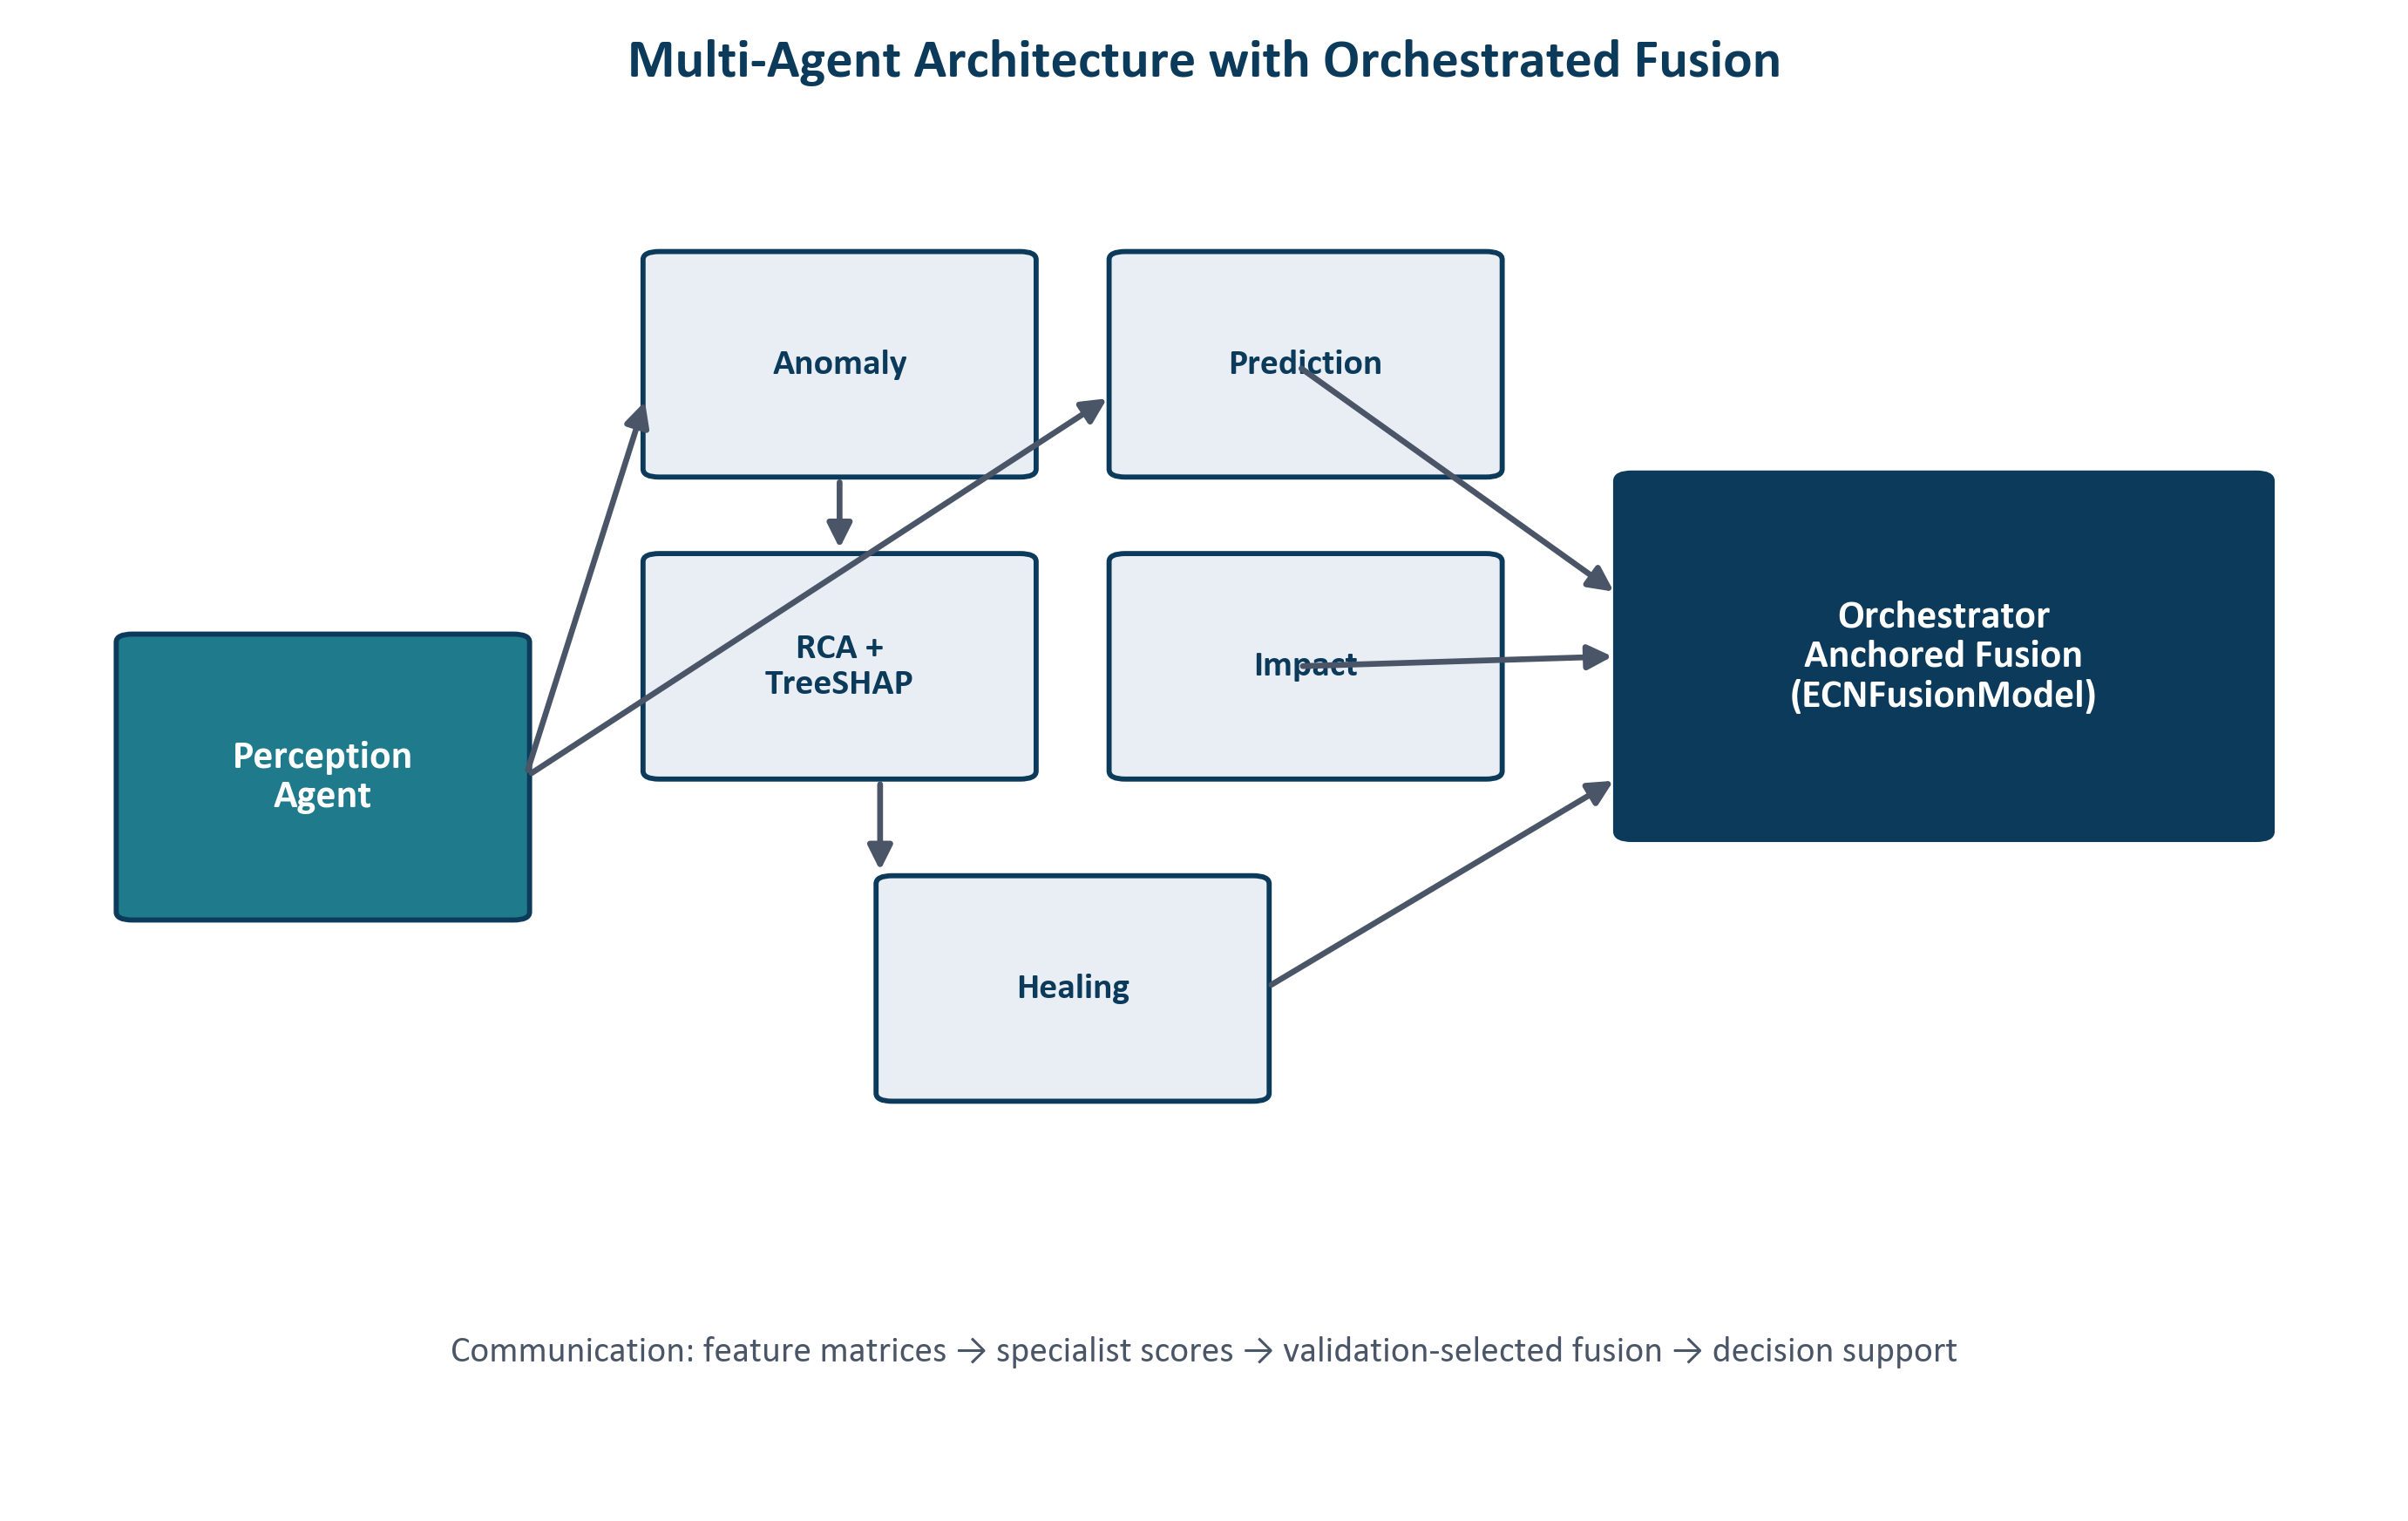 Multi-Agent Architecture with Orchestrated Fusion
Anomaly
Prediction
RCA +
TreeSHAP
Impact
Perception
Agent
Orchestrator
Anchored Fusion
(ECNFusionModel)
Healing
Communication: feature matrices → specialist scores → validation-selected fusion → decision support